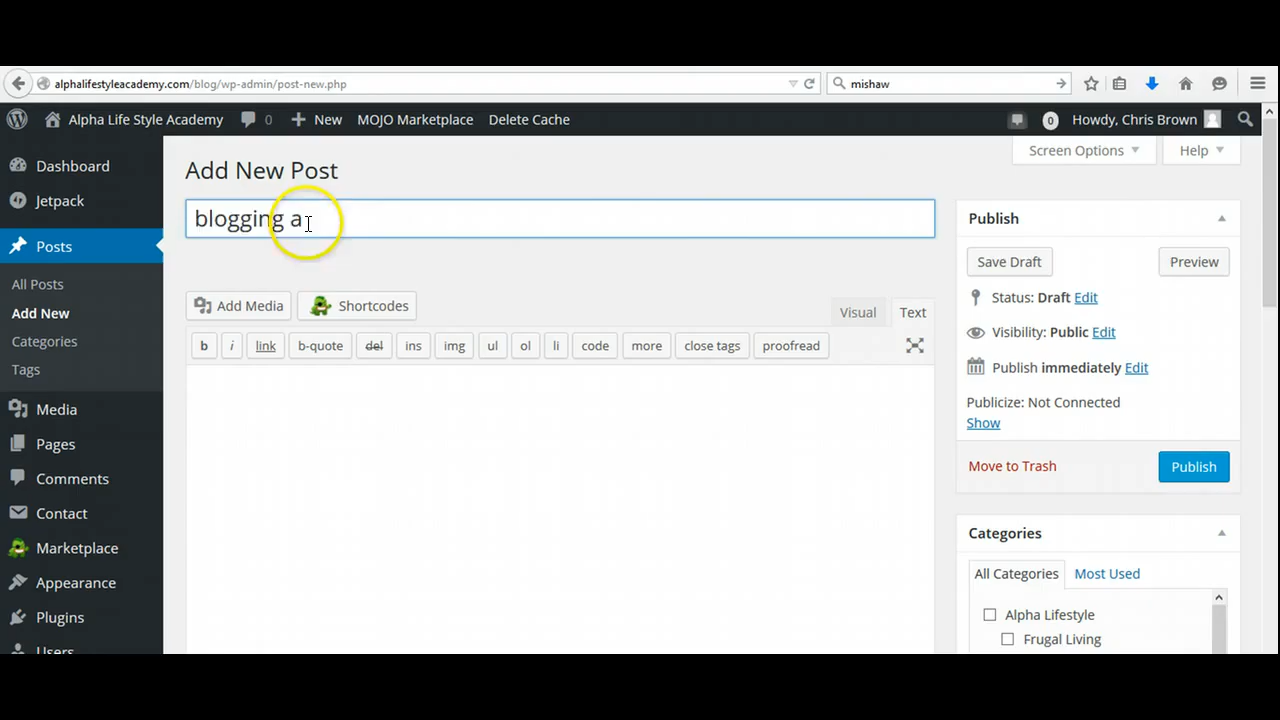 alphalifestyleacademy.com/blog/wp-admin/post-new.php
mishaw
Alpha Life Style Academy
0
New
MOJO Marketplace
Delete Cache
0
Howdy, Chris Brown
Dashboard
Jetpack
Posts
All Posts
Add New
Categories
Tags
Media
Pages
Comments
Contact
Marketplace
Appearance
Plugins
Users
Screen Options
Help
Add New Post
blogging a
Add Media
Shortcodes
Visual
Text
b
i
link
b-quote
del
ins
img
ul
ol
li
code
more
close tags
proofread
Publish
Save Draft
Preview
Status: Draft Edit
Visibility: Public Edit
Publish immediately Edit
Publicize: Not Connected
Show
Move to Trash
Publish
Categories
All Categories
Most Used
Alpha Lifestyle
Frugal Living